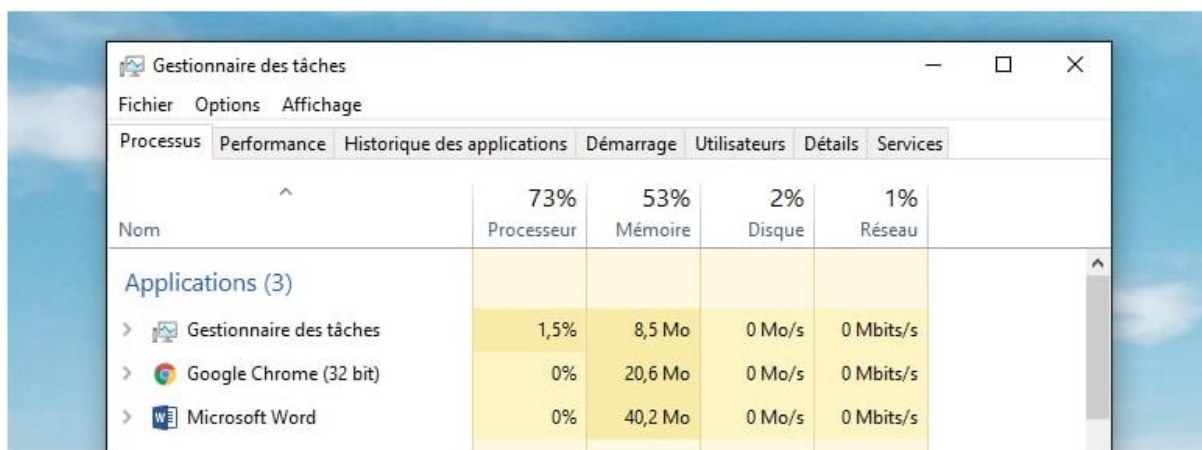 Gestionnaire des tâches
Fichier Options Affichage
Processus Performance Historique des applications Démarrage Utilisateurs Détails Services
73% 53% 2% 1%
Nom Processeur Mémoire Disque Réseau
Applications (3)
Gestionnaire des tâches 1,5% 8,5 Mo 0 Mo/s 0 Mbits/s
Google Chrome (32 bit) 0% 20,6 Mo 0 Mo/s 0 Mbits/s
Microsoft Word 0% 40,2 Mo 0 Mo/s 0 Mbits/s